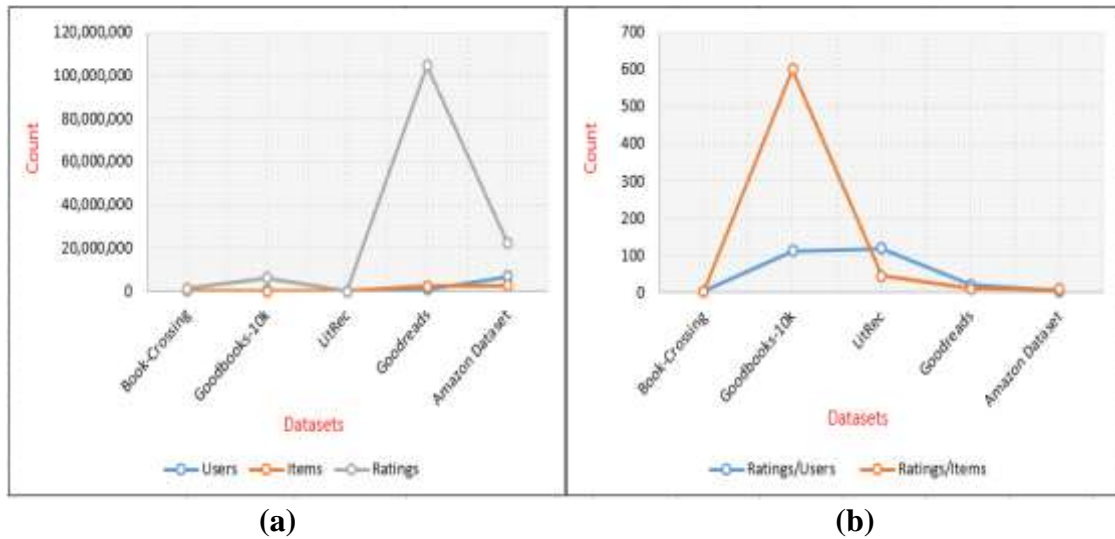 120,000,000
100,000,000
80,000,000
60,000,000
40,000,000
20,000,000
0
Count
Book-Crossing
Goodbooks-10k
LitRec
Goodreads
Amazon Dataset
Datasets
Users Items Ratings
(a)
700
600
500
400
300
200
100
0
Count
Book-Crossing
Goodbooks-10k
LitRec
Goodreads
Amazon Dataset
Datasets
Ratings/Users Ratings/Items
(b)